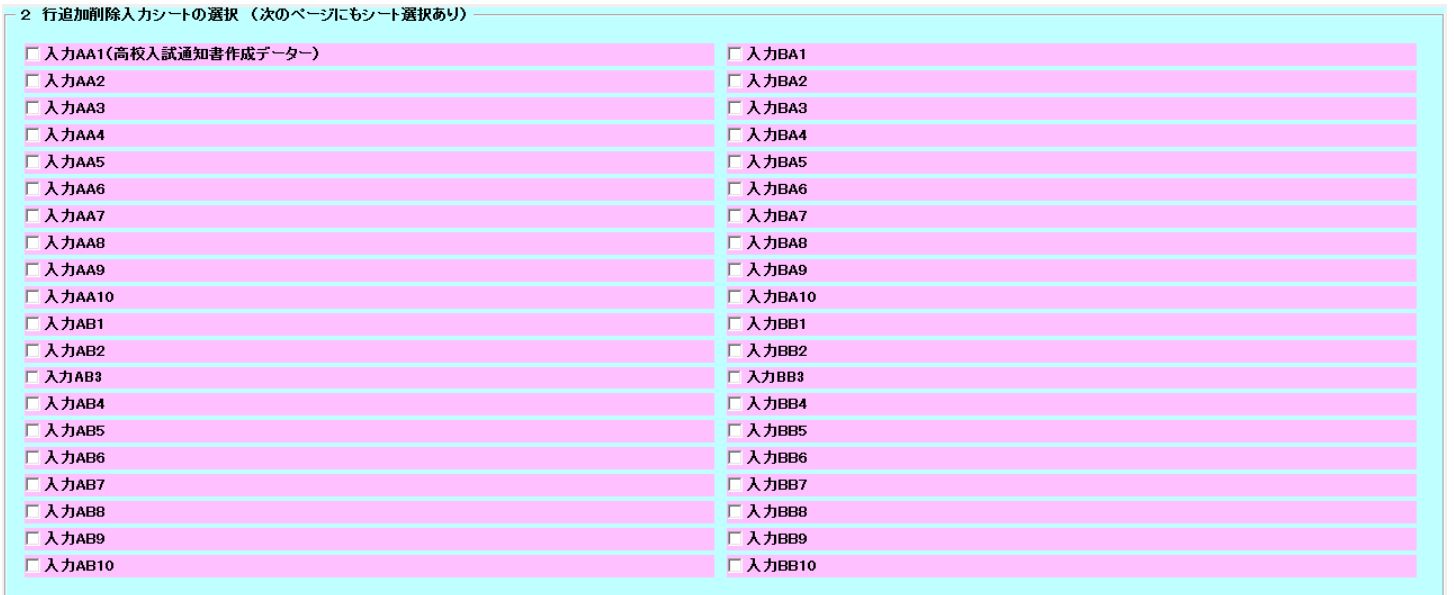 2 行追加削除入力シートの選択 (次のページにもシート選択あり)
入力AA1(高校入試通知書作成データー)
入力AA2
入力AA3
入力AA4
入力AA5
入力AA6
入力AA7
入力AA8
入力AA9
入力AA10
入力AB1
入力AB2
入力AB3
入力AB4
入力AB5
入力AB6
入力AB7
入力AB8
入力AB9
入力AB10
入力BA1
入力BA2
入力BA3
入力BA4
入力BA5
入力BA6
入力BA7
入力BA8
入力BA9
入力BA10
入力BB1
入力BB2
入力BB3
入力BB4
入力BB5
入力BB6
入力BB7
入力BB8
入力BB9
入力BB10